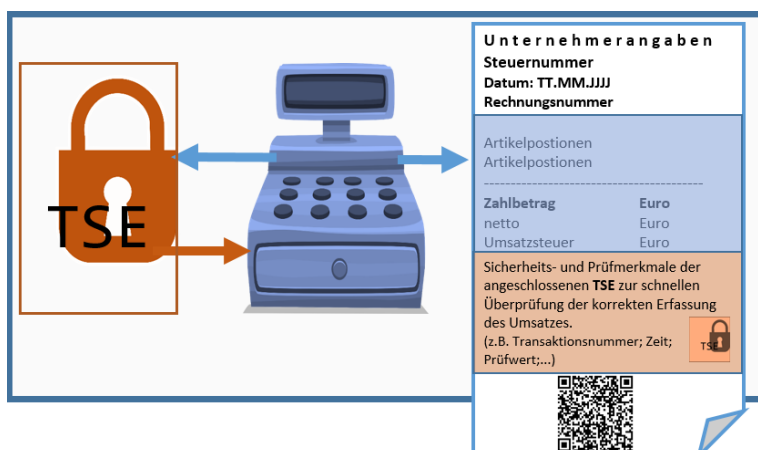 TSE
Unternehmerangaben
Steuernummer
Datum: TT.MM.JJJJ
Rechnungsnummer
Artikelpostionen
Artikelpostionen
--------------------------------------------
Zahlbetrag Euro
netto Euro
Umsatzsteuer Euro
Sicherheits- und Prüfmerkmale der
angeschlossenen TSE zur schnellen
Überprüfung der korrekten Erfassung
des Umsatzes.
(z.B. Transaktionsnummer; Zeit;
Prüfwert;...)
TSE